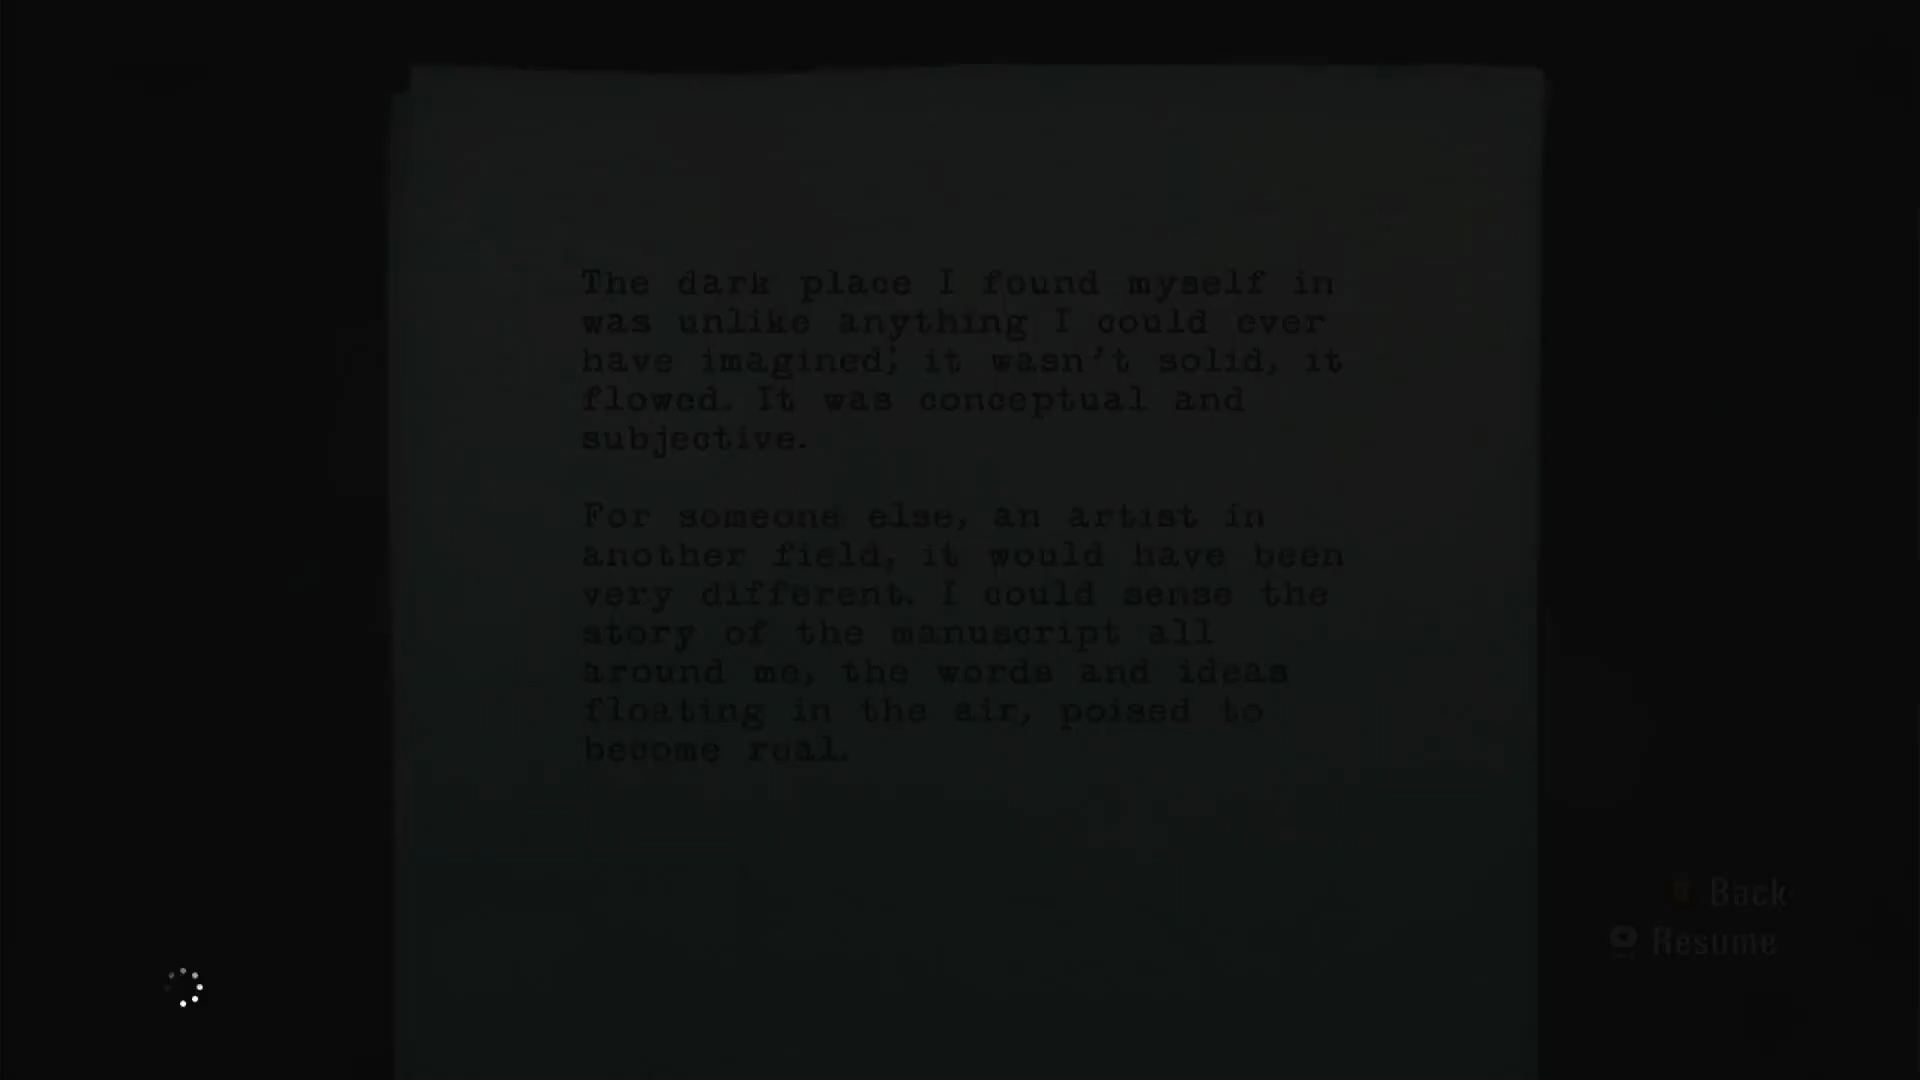 The dark place I found myself in
was unlike anything I could ever
have imagined; it wasn't solid, it
flowed. It was conceptual and
subjective.
For someone else, an artist in
another field, it would have been
very different. I could sense the
story of the manuscript all
around me, the words and ideas
floating in the air, poised to
become real.
Back
Resume